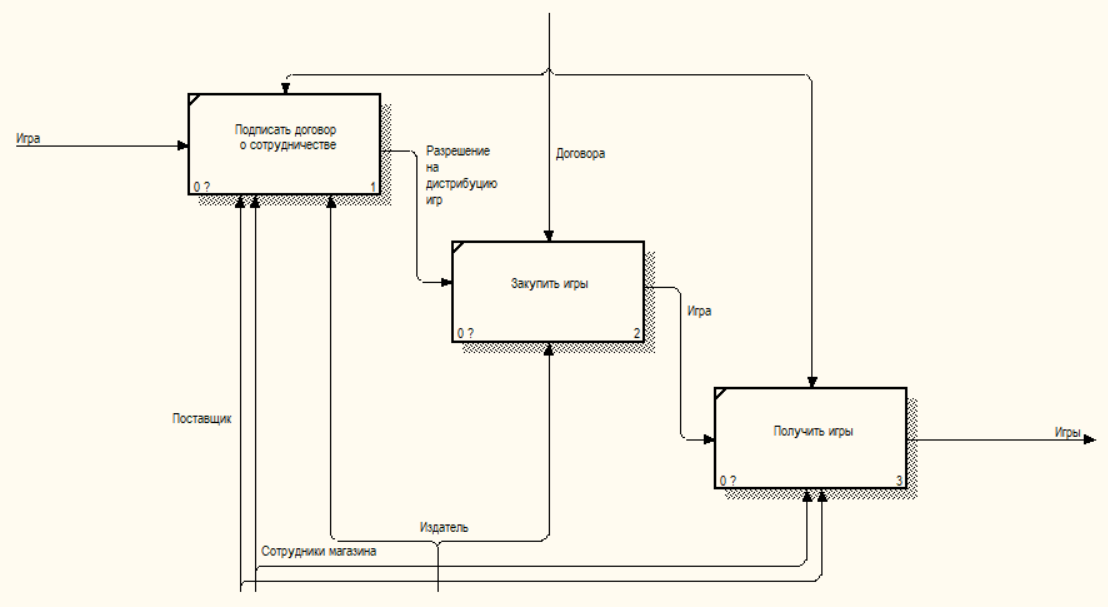 Игра
Подписать договор
о сотрудничестве
0 ?
1
Разрешение
на
дистрибуцию
игр
Договора
Закупить игры
0 ?
2
Игра
Получить игры
0 ?
3
Игры
Поставщик
Издатель
Сотрудники магазина